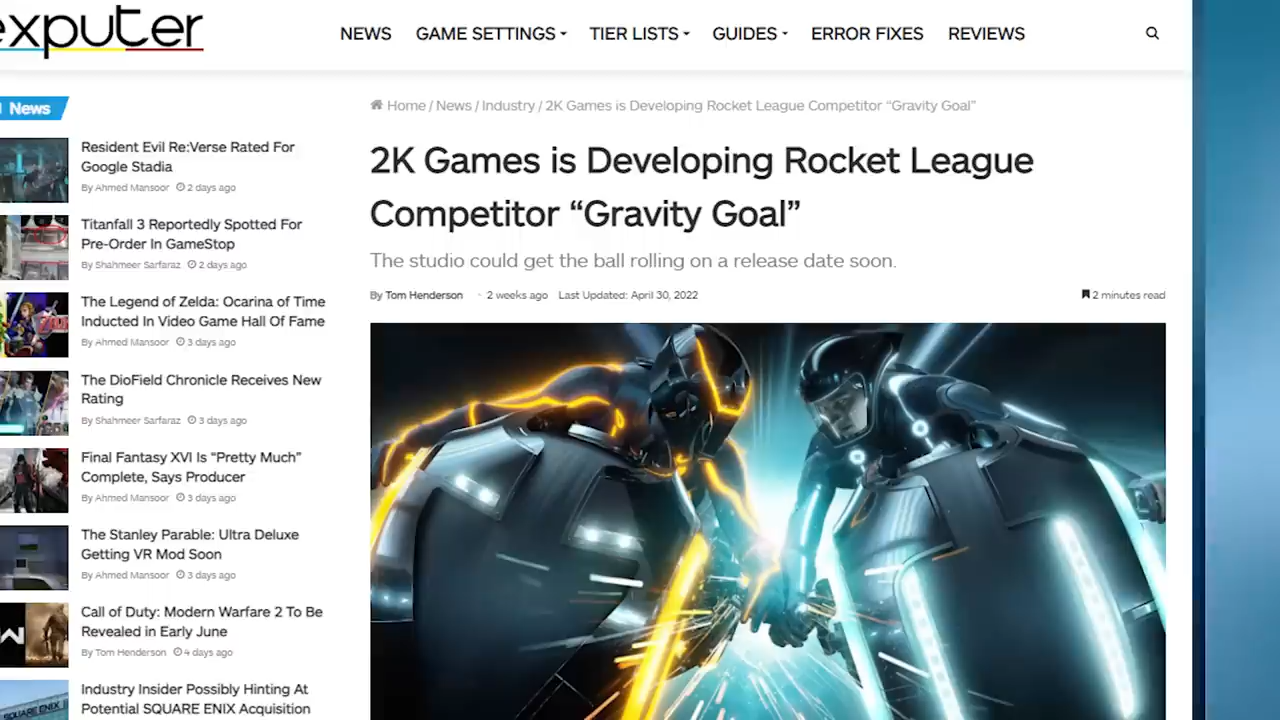 exputer
NEWS GAME SETTINGS TIER LISTS GUIDES ERROR FIXES REVIEWS
News
Resident Evil Re:Verse Rated For
Google Stadia
By Ahmed Mansoor 2 days ago
Titanfall 3 Reportedly Spotted For
Pre-Order In GameStop
By Shahmeer Sarfaraz 2 days ago
The Legend of Zelda: Ocarina of Time
Inducted In Video Game Hall Of Fame
By Ahmed Mansoor 3 days ago
The DioField Chronicle Receives New
Rating
By Shahmeer Sarfaraz 3 days ago
Final Fantasy XVI Is “Pretty Much”
Complete, Says Producer
By Ahmed Mansoor 3 days ago
The Stanley Parable: Ultra Deluxe
Getting VR Mod Soon
By Ahmed Mansoor 3 days ago
Call of Duty: Modern Warfare 2 To Be
Revealed in Early June
By Tom Henderson 4 days ago
Industry Insider Possibly Hinting At
Potential SQUARE ENIX Acquisition
SQUARE ENIX
Home / News / Industry / 2K Games is Developing Rocket League Competitor “Gravity Goal”
2K Games is Developing Rocket League
Competitor “Gravity Goal”
The studio could get the ball rolling on a release date soon.
By Tom Henderson - 2 weeks ago Last Updated: April 30, 2022 2 minutes read